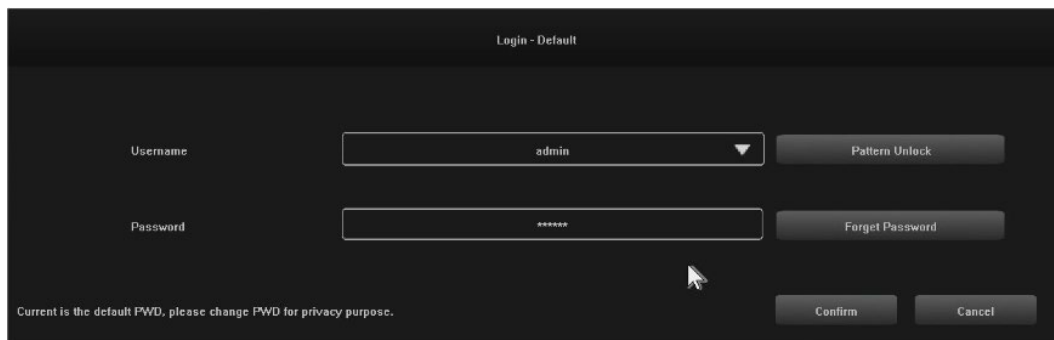 Login - Default
Username admin Pattern Unlock
Password ****** Forget Password
Current is the default PWD, please change PWD for privacy purpose. Confirm Cancel